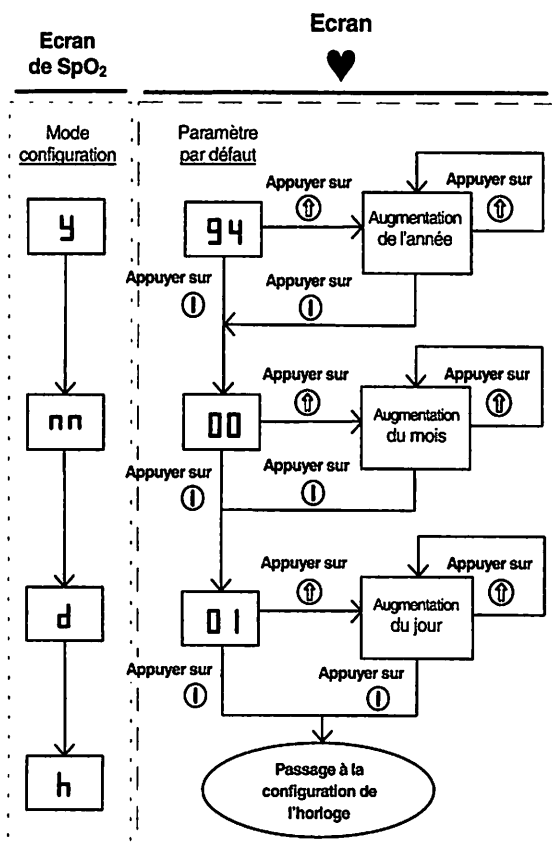 Ecran
de SpO₂
Ecran
Mode
configuration
Paramètre
par défaut
y
94
Appuyer sur
Augmentation
de l'année
Appuyer sur
Appuyer sur
Appuyer sur
nn
00
Appuyer sur
Augmentation
du mois
Appuyer sur
Appuyer sur
Appuyer sur
d
01
Appuyer sur
Augmentation
du jour
Appuyer sur
Appuyer sur
Appuyer sur
h
Passage à la
configuration de
l'horloge